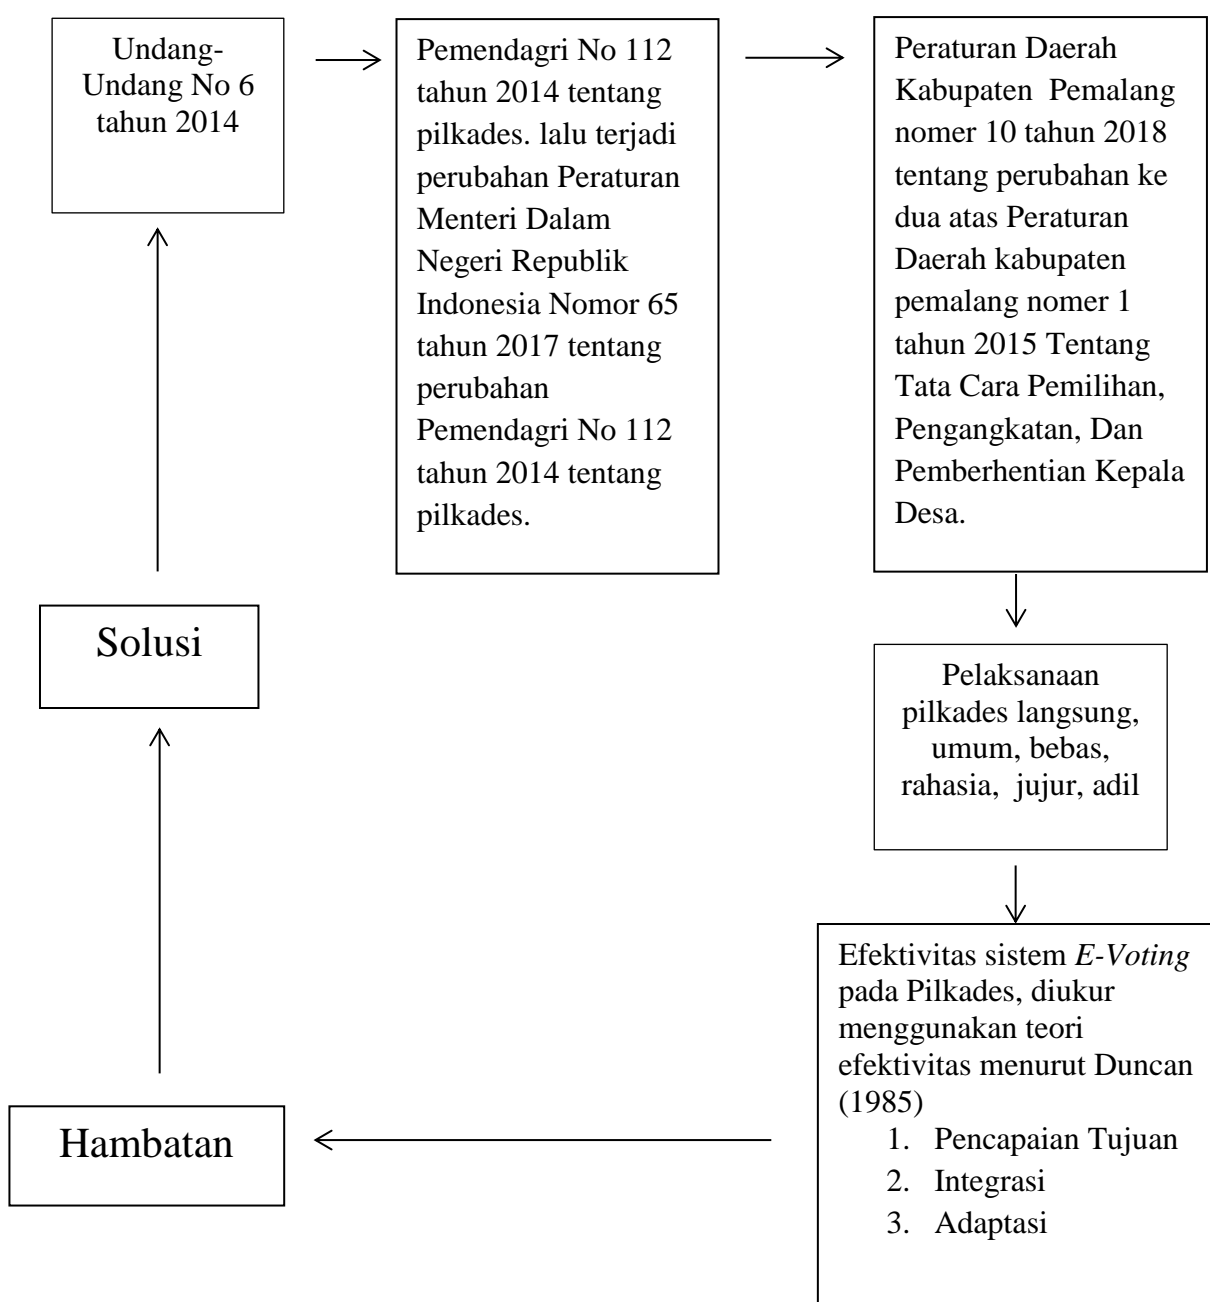 Undang-
Undang No 6
tahun 2014
Pemendagri No 112
tahun 2014 tentang
pilkades. lalu terjadi
perubahan Peraturan
Menteri Dalam
Negeri Republik
Indonesia Nomor 65
tahun 2017 tentang
perubahan
Pemendagri No 112
tahun 2014 tentang
pilkades.
Peraturan Daerah
Kabupaten Pemalang
nomer 10 tahun 2018
tentang perubahan ke
dua atas Peraturan
Daerah kabupaten
pemalang nomer 1
tahun 2015 Tentang
Tata Cara Pemilihan,
Pengangkatan, Dan
Pemberhentian Kepala
Desa.
Pelaksanaan
pilkades langsung,
umum, bebas,
rahasia, jujur, adil
Efektivitas sistem E-Voting
pada Pilkades, diukur
menggunakan teori
efektivitas menurut Duncan
(1985)
1. Pencapaian Tujuan
2. Integrasi
3. Adaptasi
Hambatan
Solusi